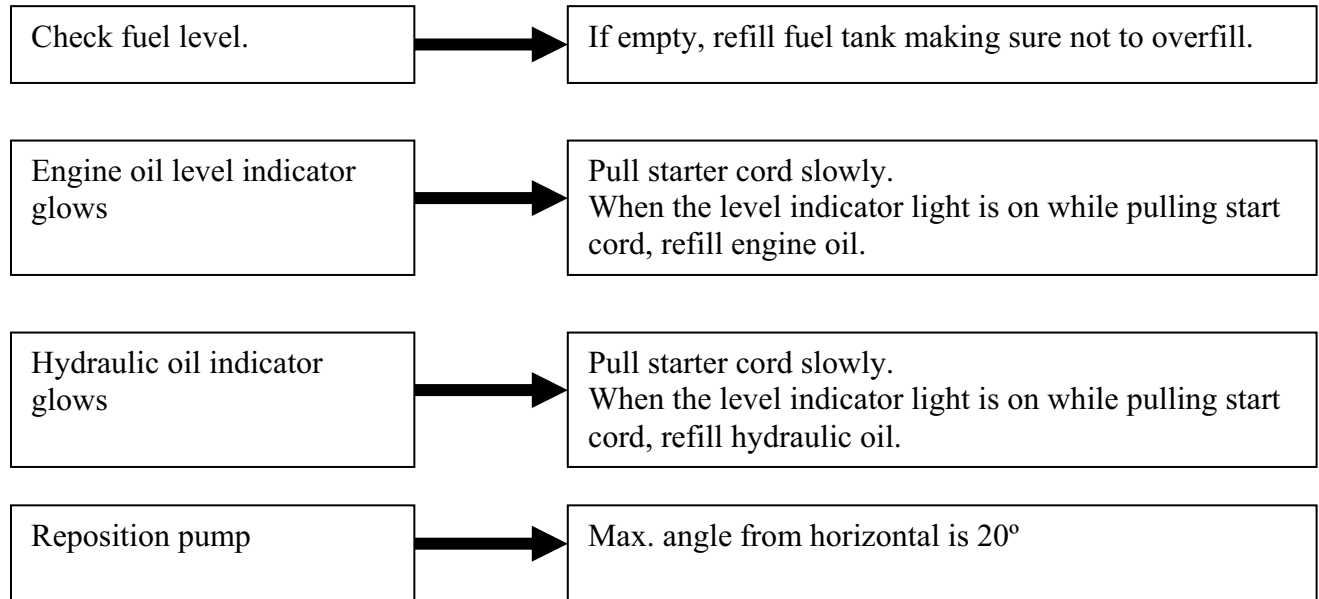 Check fuel level.
If empty, refill fuel tank making sure not to overfill.
Engine oil level indicator
glows
Pull starter cord slowly.
When the level indicator light is on while pulling start
cord, refill engine oil.
Hydraulic oil indicator
glows
Pull starter cord slowly.
When the level indicator light is on while pulling start
cord, refill hydraulic oil.
Reposition pump
Max. angle from horizontal is 20º